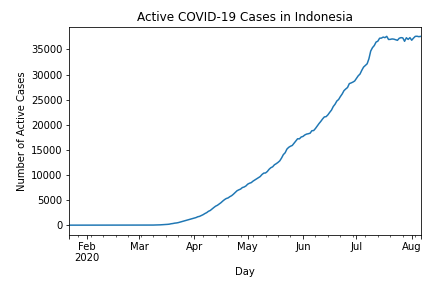 Active COVID-19 Cases in Indonesia
Number of Active Cases
35000
30000
25000
20000
15000
10000
5000
0
Feb Mar Apr May Jun Jul Aug
2020
Day